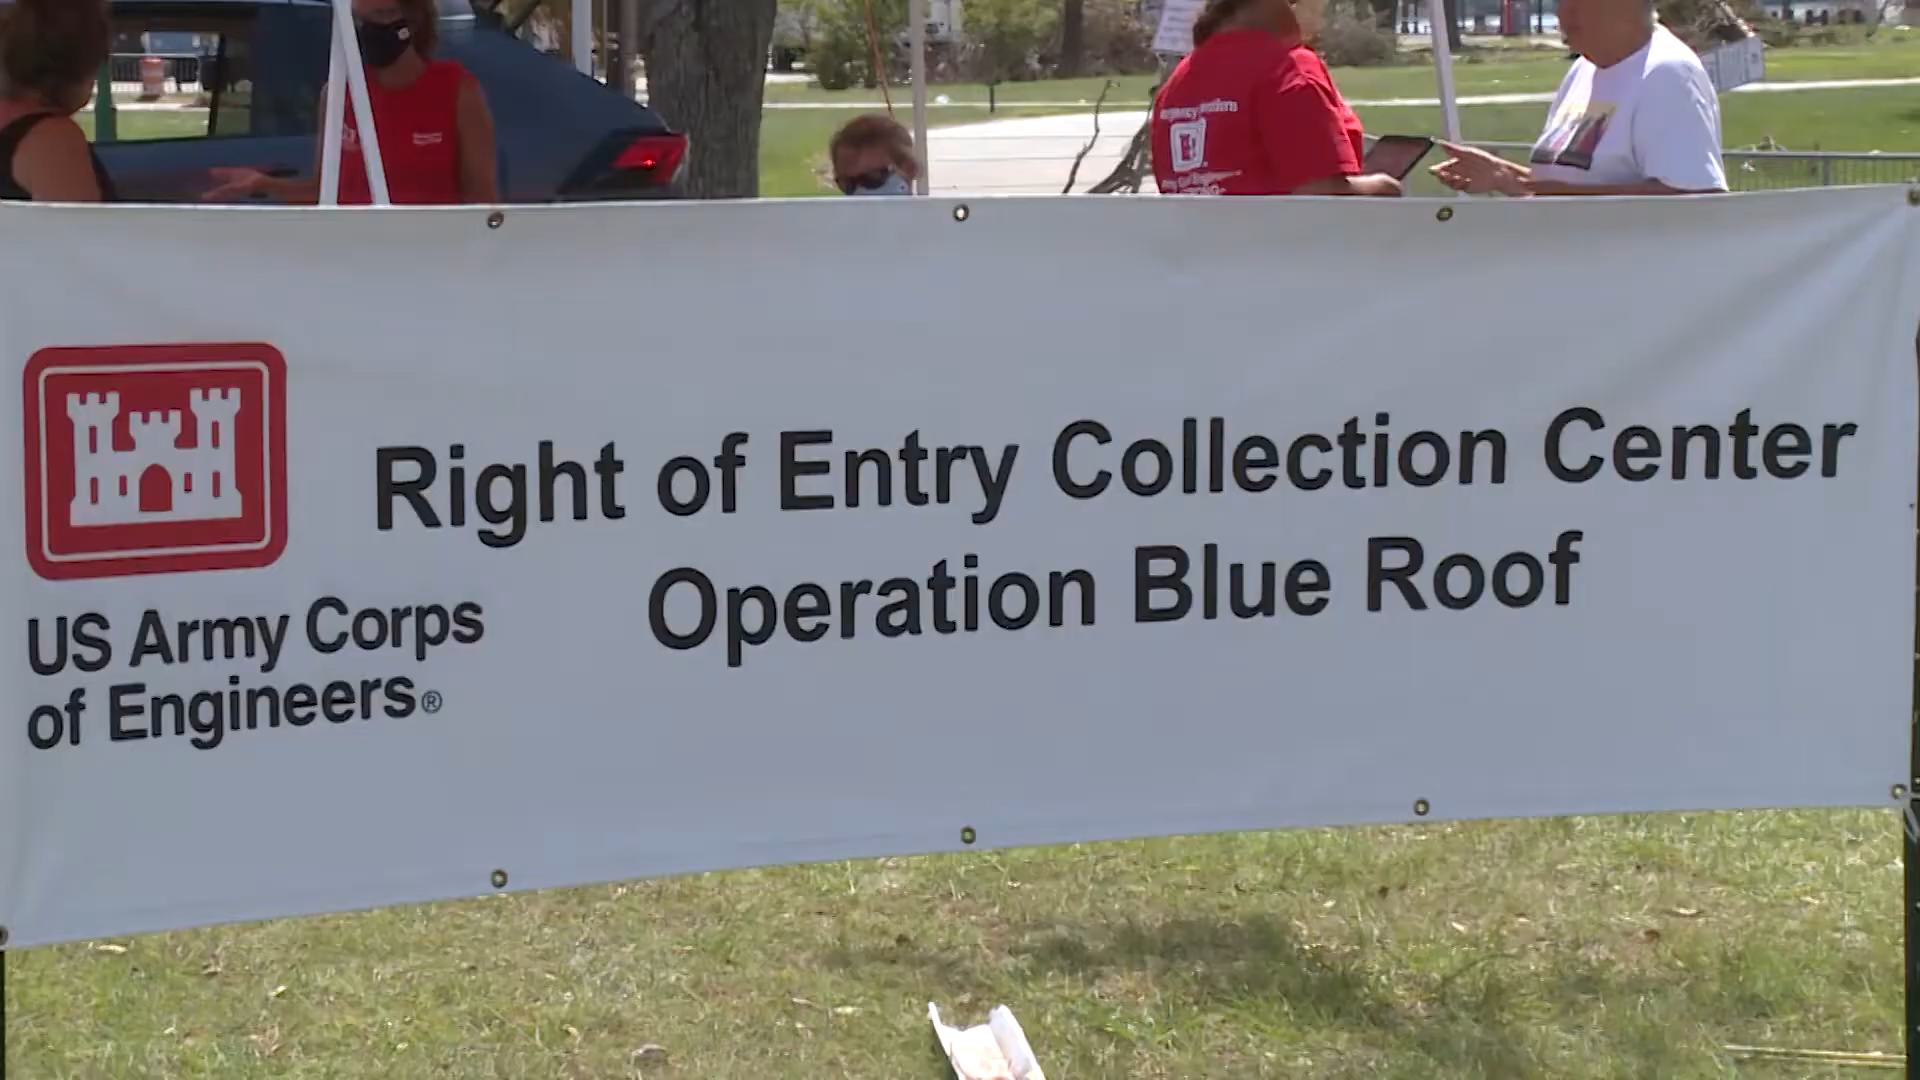 Right of Entry Collection Center
Operation Blue Roof
US Army Corps
of Engineers®